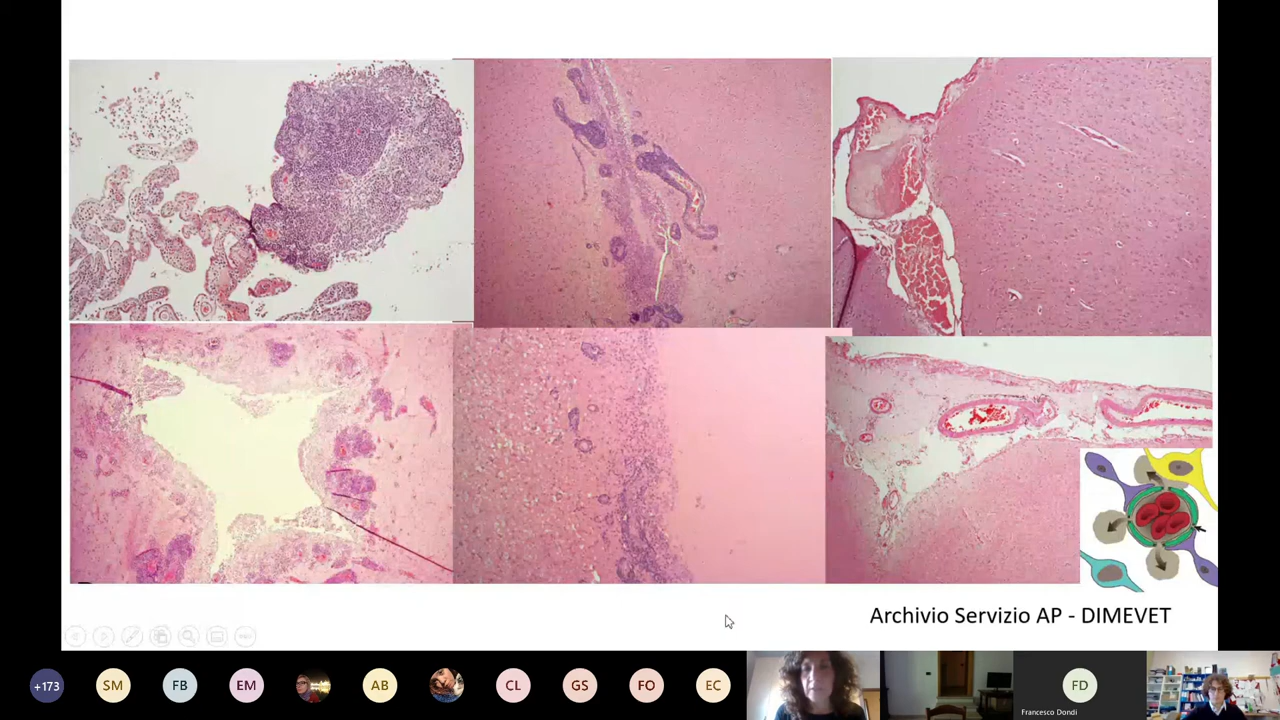 Archivio Servizio AP - DIMEVET
+173
SM
FB
EM
AB
CL
GS
FO
EC
FD
Francesco Dondi